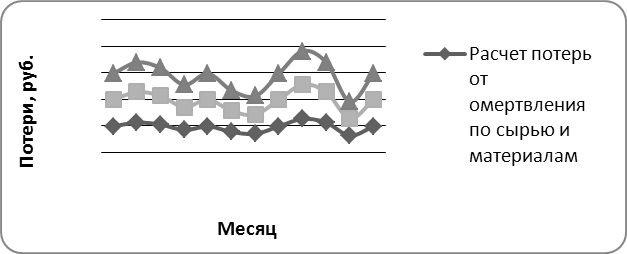 Потери, руб.
Месяц
Расчет потерь
от
омертвления
по сырью и
материалам